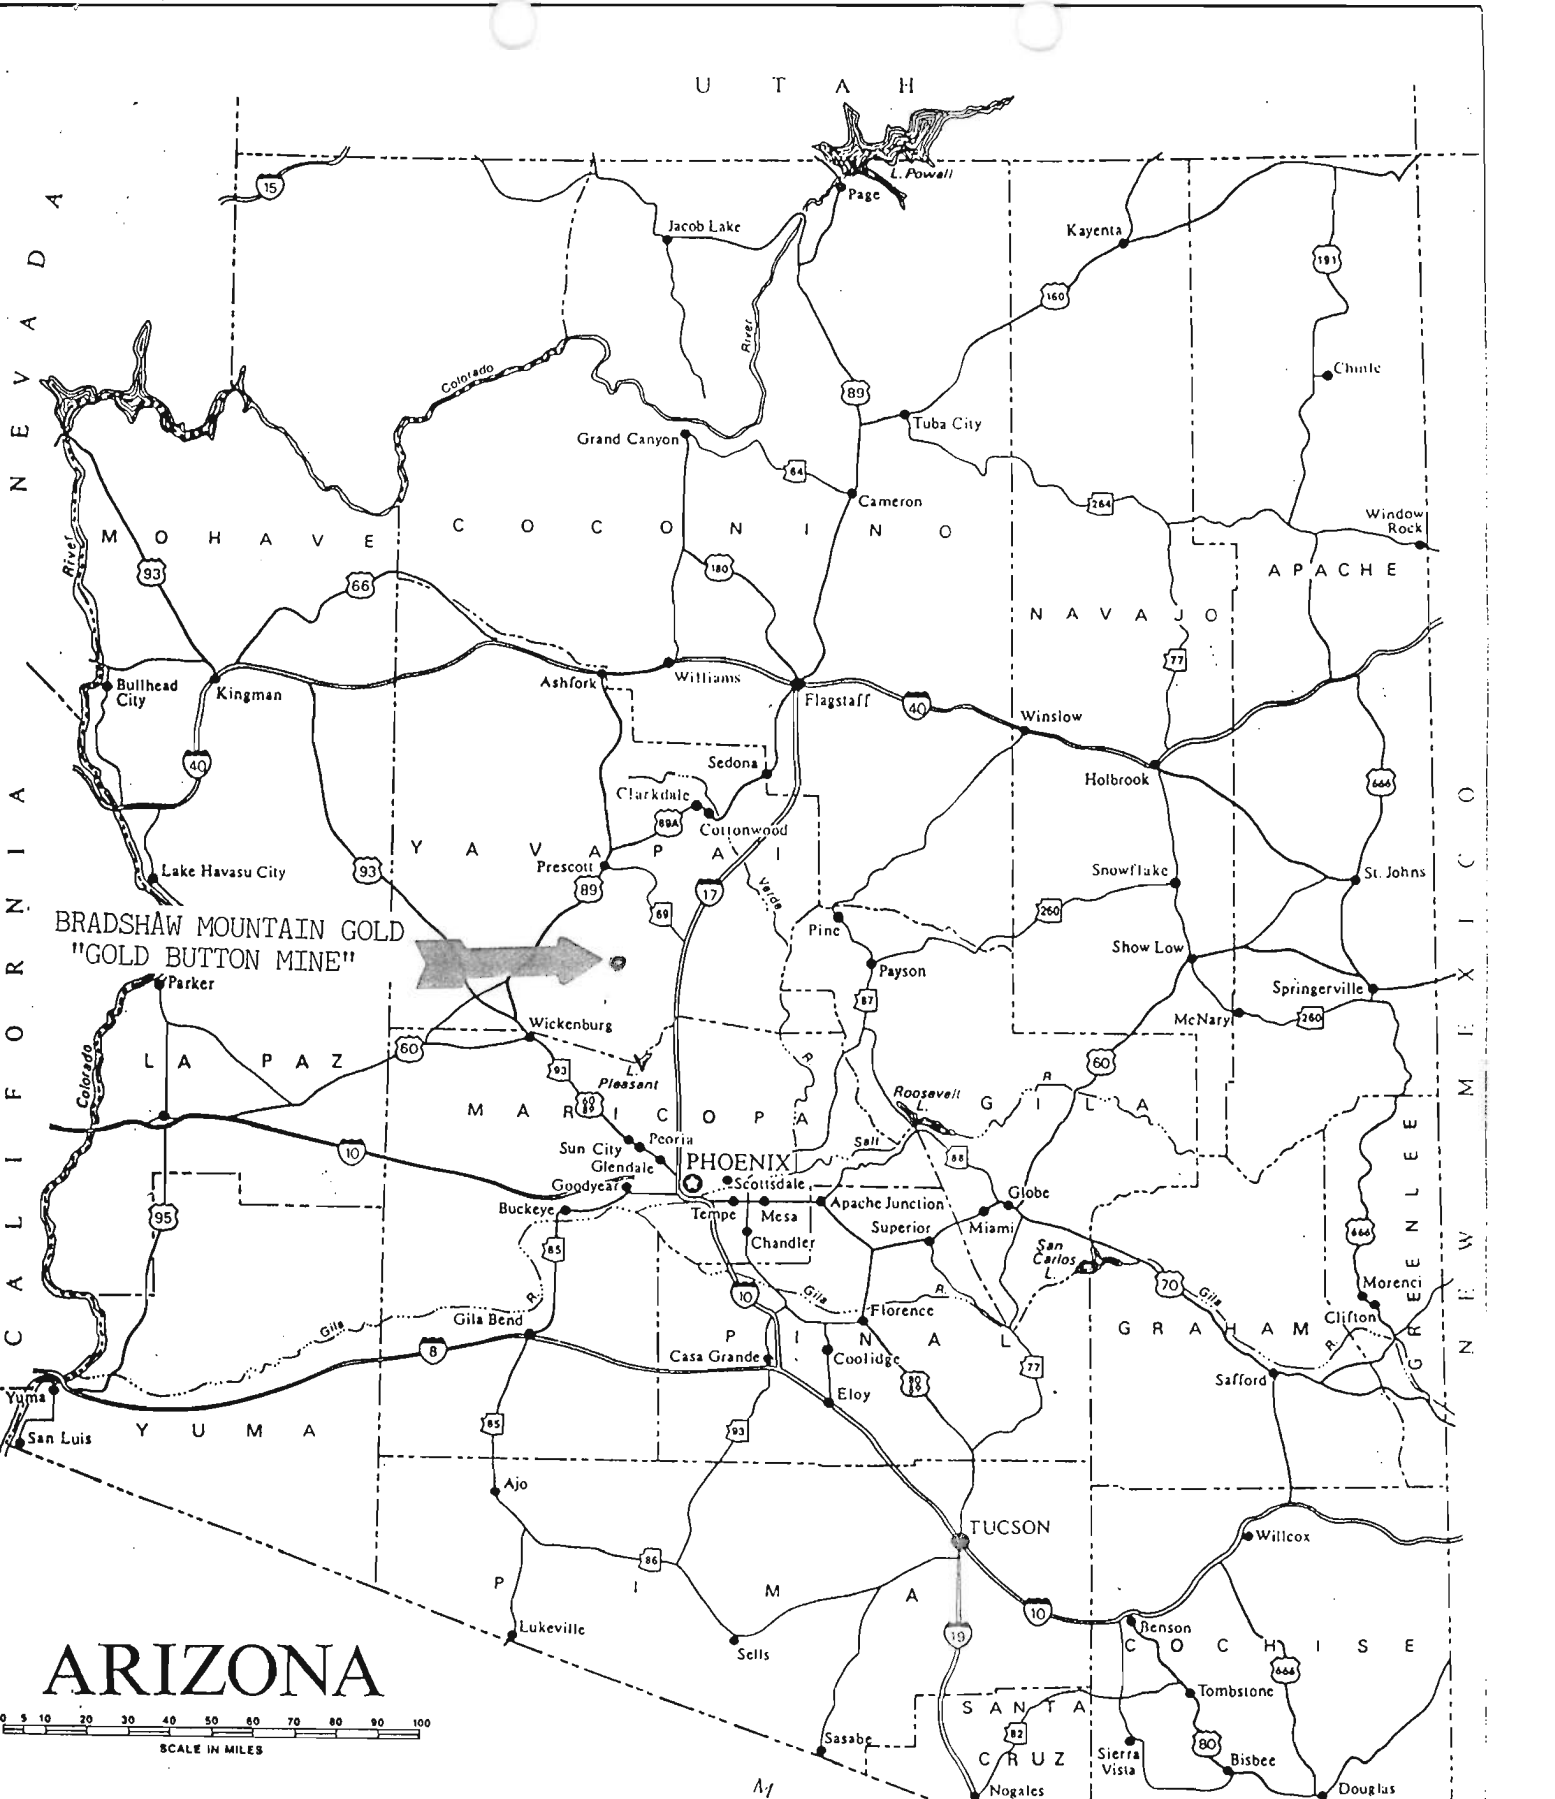 U T A H
15
L. Powell
Page
Jacob Lake
Kayenta
191
160
N E V A D A
River
Colorado
89
Chinle
Tuba City
Grand Canyon
64
Cameron
264
Window
Rock
M O H A V E
C O C O N I N O
River
93
66
180
A P A C H E
N A V A J O
77
Bullhead
City
Kingman
Ashfork
Williams
Flagstaff
40
Winslow
40
Sedona
Holbrook
666
Clarkdale
89A
Cottonwood
Y A V A P A I
Prescott
93
89
17
Verde
69
Lake Havasu City
Snowflake
St. Johns
260
BRADSHAW MOUNTAIN GOLD
"GOLD BUTTON MINE"
Pine
Payson
Show Low
Parker
87
Springerville
McNary
260
Wickenburg
60
60
L A P A Z
93
L.
Pleasant
R.
Colorado
Roosevelt
L.
R
G I L A
M A R I C O P A
60
89
Peoria
Sun City
Glendale
Salt
88
10
PHOENIX
Scottsdale
Goodyear
Buckeye
Tempe
Mesa
Apache Junction
Globe
Miami
Superior
Chandler
95
85
San
Carlos
L.
666
G R E E N L E E
C A L I F O R N I A
N E W M E X I C O
10
Gila
R.
70
Gila
Morenci
Clifton
R.
Florence
Gila
R.
Gila Bend
8
P I N A L
G R A H A M
Casa Grande
Coolidge
77
80
89
Eloy
Safford
Yuma
San Luis
Y U M A
85
93
Ajo
TUCSON
Willcox
86
P I M A
10
Lukeville
Sells
19
Benson
C O C H I S E
666
ARIZONA
Tombstone
S A N T A
C R U Z
82
80
0 5 10 20 30 40 50 60 70 80 90 100
SCALE IN MILES
Sasabe
Sierra
Vista
Bisbee
Nogales
Douglas
M